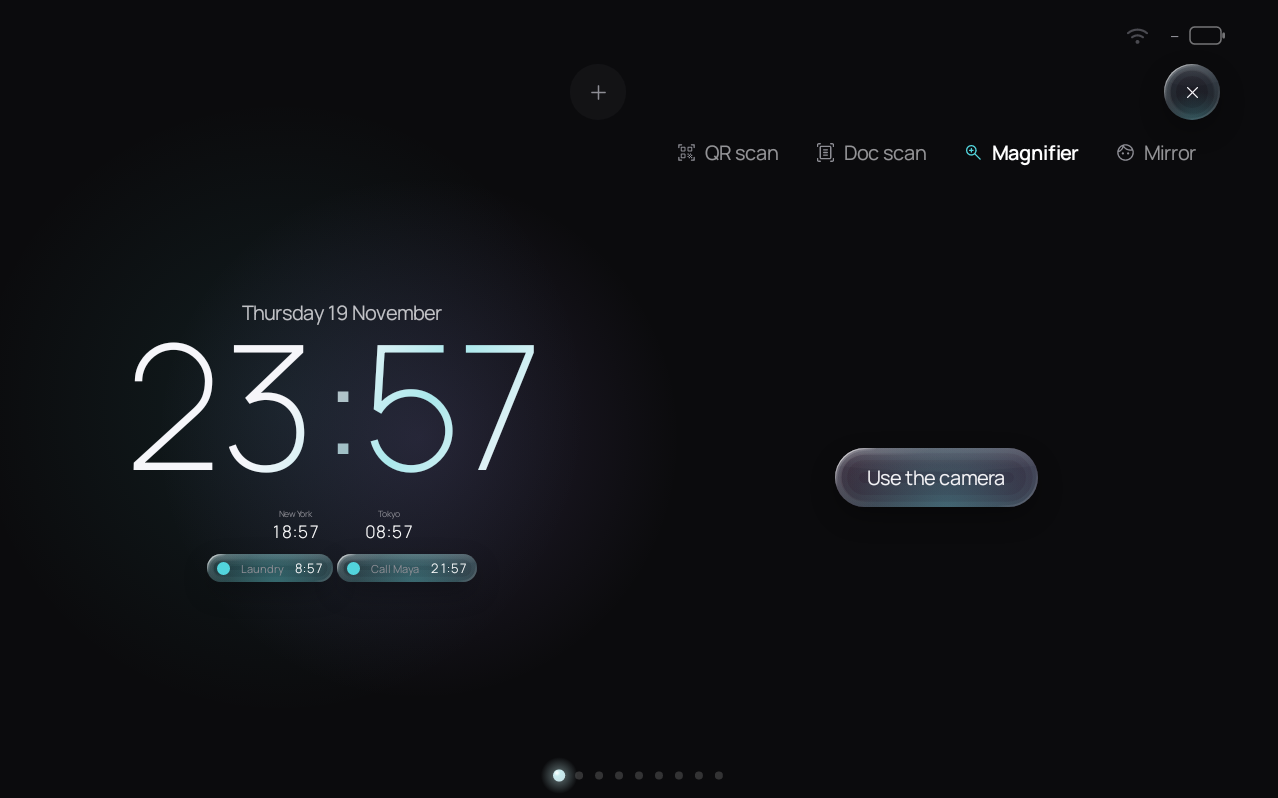 QR scan Doc scan Magnifier Mirror
Thursday 19 November
23:57
New York Tokyo
18:57 08:57
Laundry 8:57 Call Maya 21:57
Use the camera